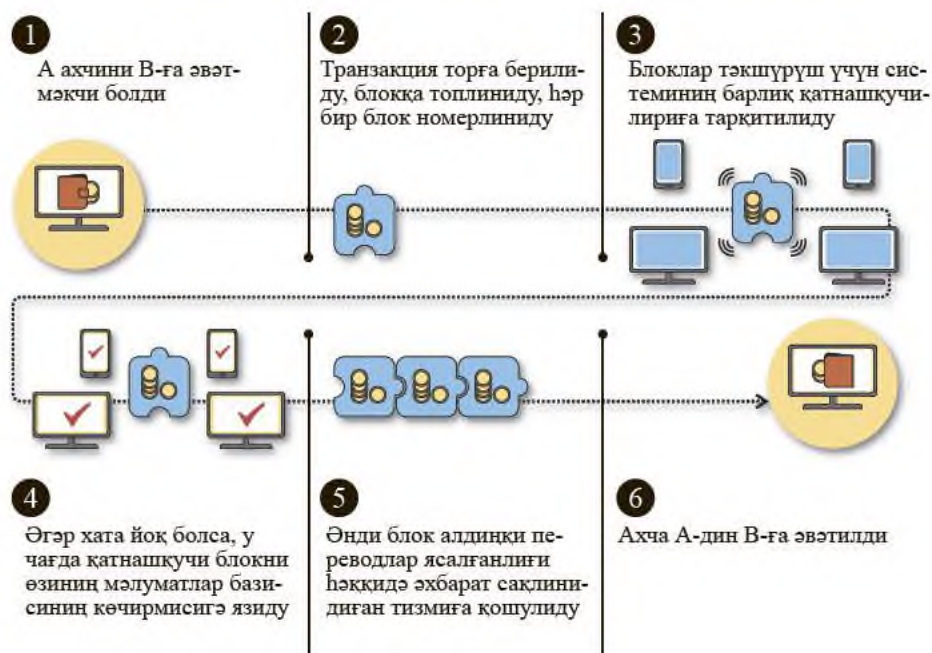 1
А ахчини В-ға әвәт-
мәкчи болди
2
Транзакция торға берили-
ду, блокқа топлиниду, һәр
бир блок номерлиниду
3
Блоклар тәкшүрүш үчүн сис-
теминиң барлиқ қатнашқучи-
лириға тарқитилиду
4
Әгәр хата йоқ болса, у
чағда қатнашқучи блокни
өзиниң мәлуматлар бази-
синиң көчирмисигә язиду
5
Әнди блок алдинқи пе-
реводлар ясалғанлиғи
һәққидә әхбарат сақлини-
диған тизмиға қошулиду
6
Ахча А-дин В-ға әвәтилди